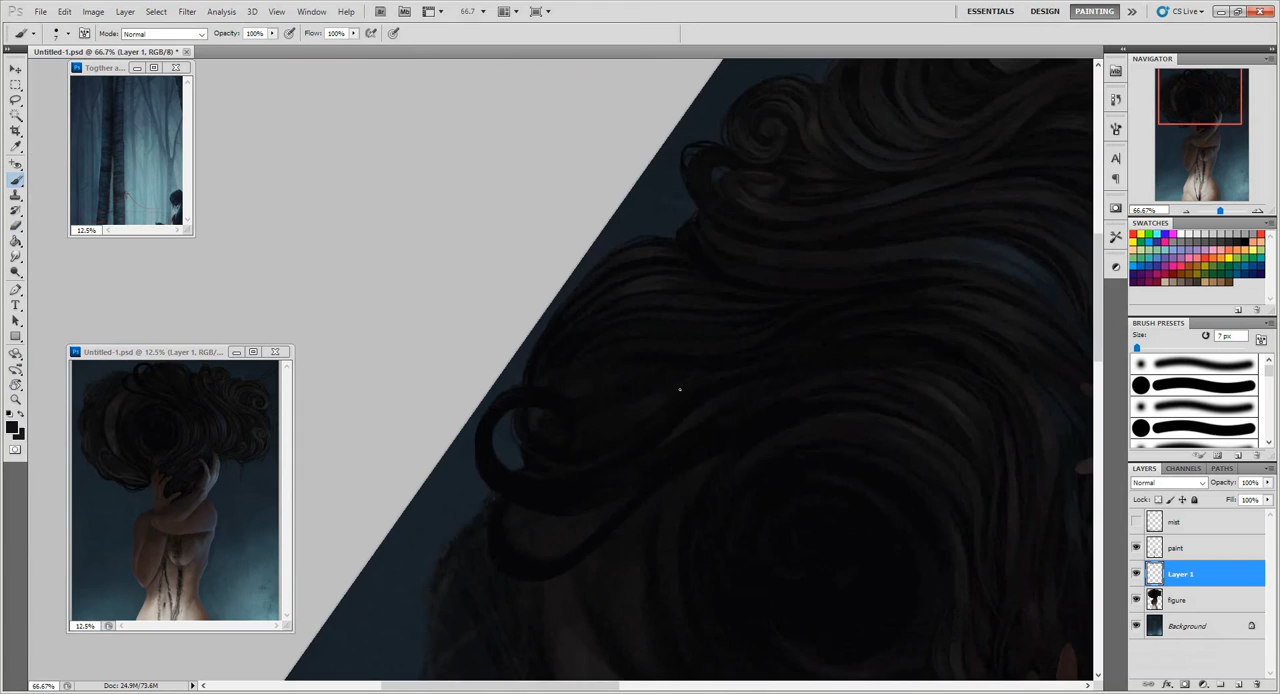 Ps File Edit Image Layer Select Filter Analysis 3D View Window Help Br Mb 66.7 ESSENTIALS DESIGN PAINTING CS Live
7 Mode: Normal Opacity: 100% Flow: 100%
Untitled-1.psd @ 66.7% (Layer 1, RGB/8) *
Togther a...
12.5%
Untitled-1.psd @ 12.5% (Layer 1, RGB/...
12.5%
66.67% Doc: 24.9M/73.6M
NAVIGATOR
66.67%
SWATCHES
BRUSH PRESETS
Size: 7 px
LAYERS CHANNELS PATHS
Normal Opacity: 100%
Lock: Fill: 100%
mist
paint
Layer 1
figure
Background